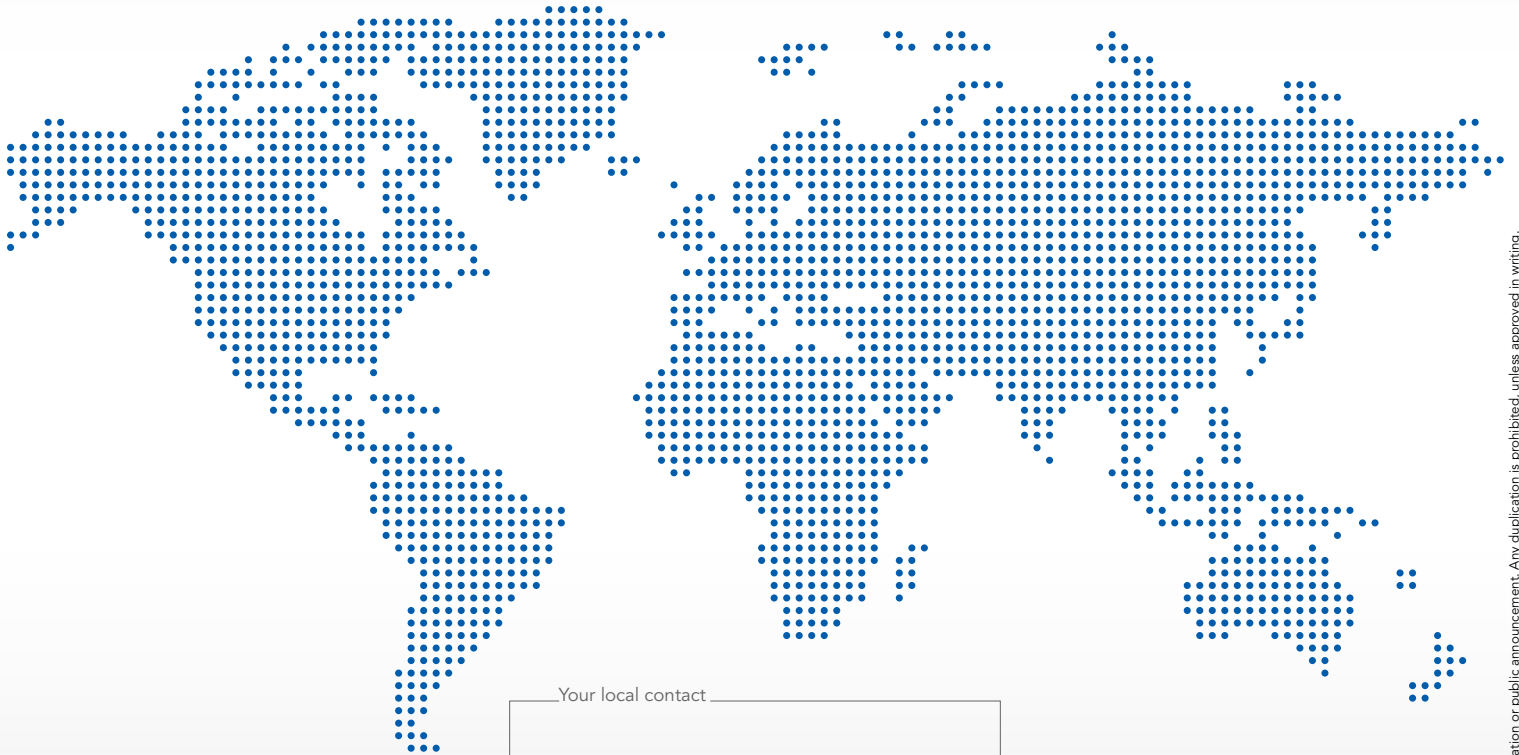 Your local contact
ation or public announcement. Any duplication is prohibited, unless approved in writing.